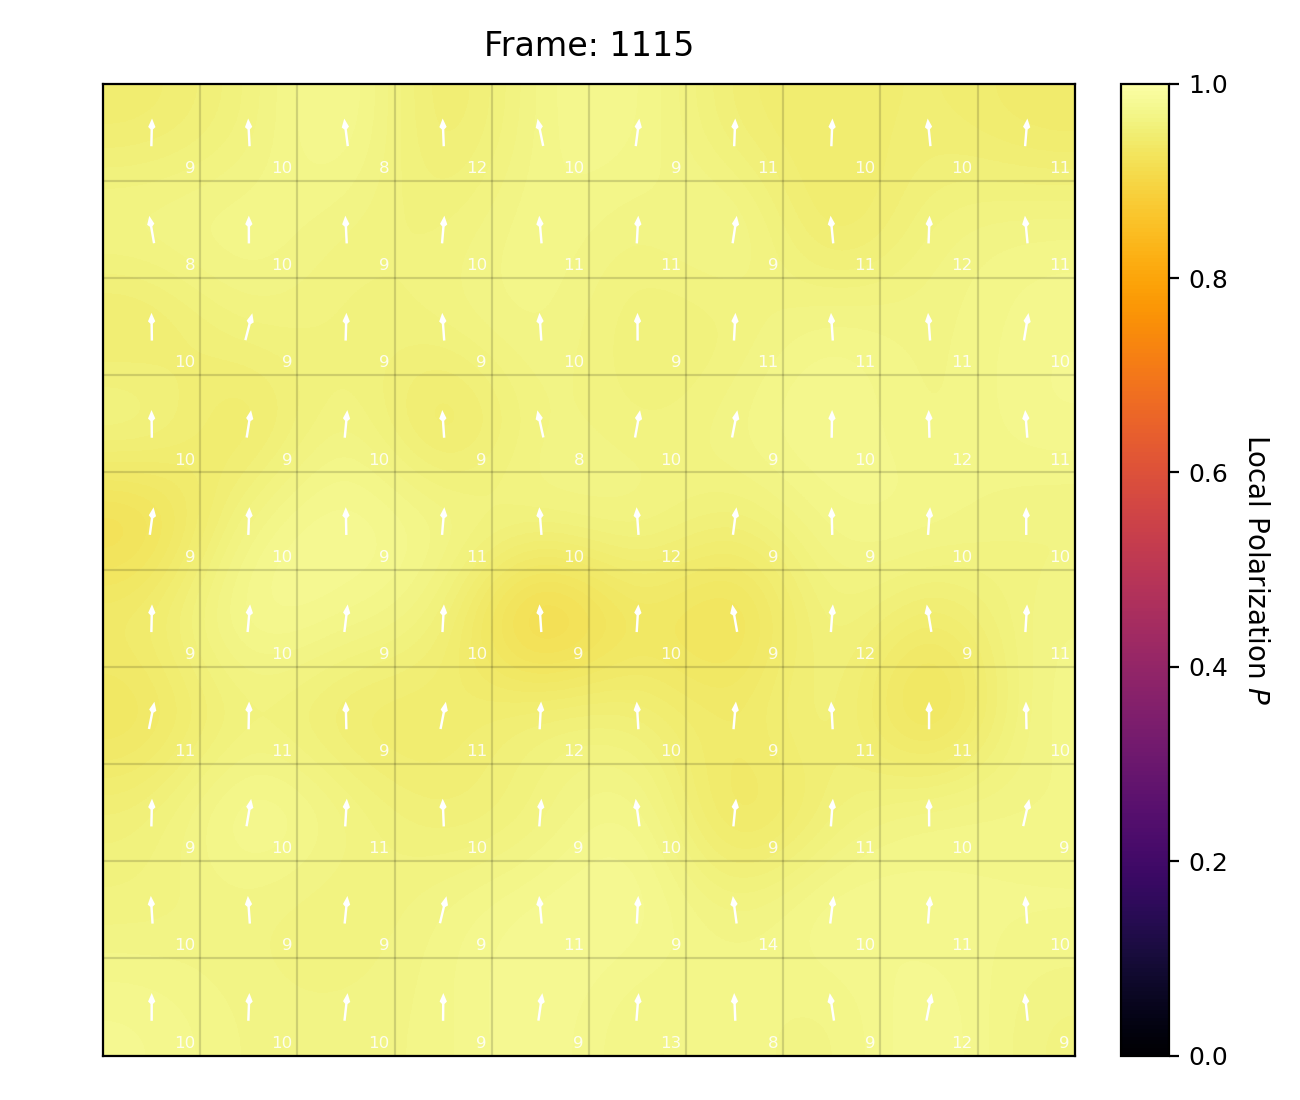 Frame: 1115
9 10 8 12 10 9 11 10 10 11
8 10 9 10 11 11 9 11 12 11
10 9 9 9 10 9 11 11 11 10
10 9 10 9 8 10 9 10 12 11
9 10 9 11 10 12 9 9 10 10
9 10 9 10 9 10 9 12 9 11
11 11 9 11 12 10 9 11 11 10
9 10 11 10 9 10 9 11 10 9
10 9 9 9 11 9 14 10 11 10
10 10 10 9 9 13 8 9 12 9
1.0
0.8
0.6
0.4
0.2
0.0
Local Polarization P